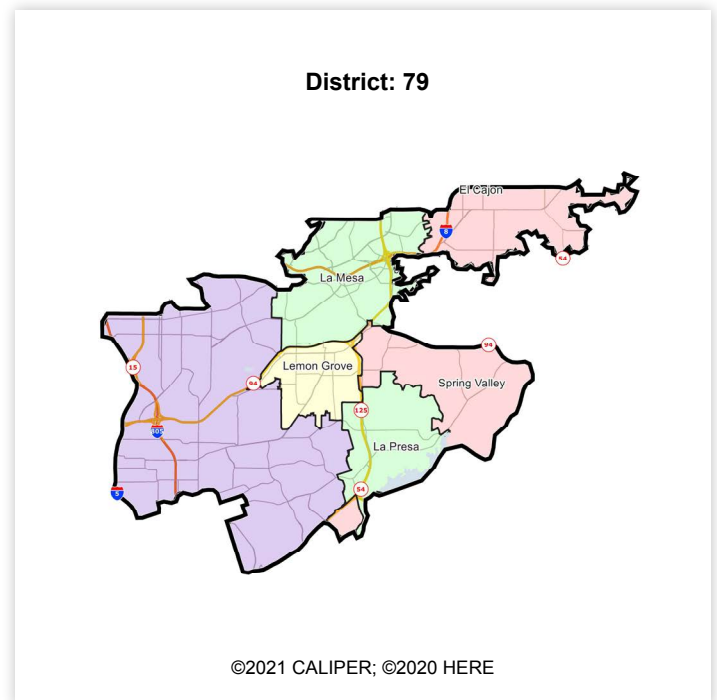 District: 79
El Cajon
8
54
La Mesa
94
15
Lemon Grove
94
Spring Valley
125
805
La Presa
5
54
©2021 CALIPER; ©2020 HERE